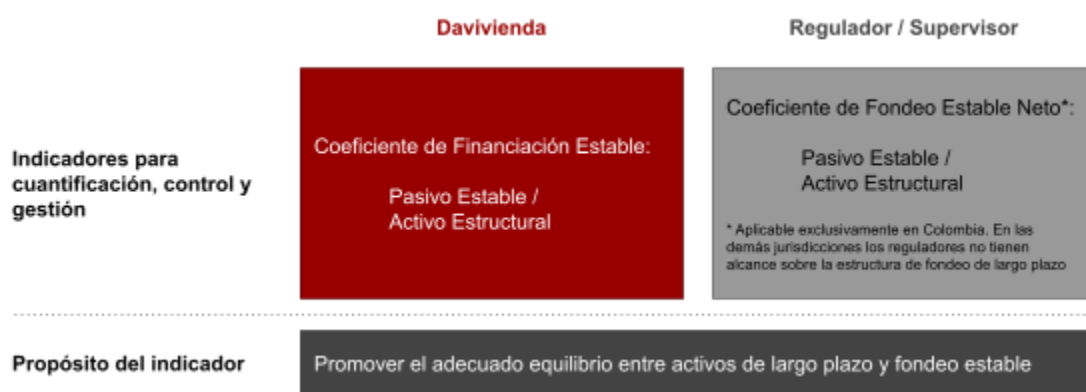 Davivienda
Regulador / Supervisor
Indicadores para
cuantificación, control y
gestión
Coeficiente de Financiación Estable:
Pasivo Estable /
Activo Estructural
Coeficiente de Fondeo Estable Neto*:
Pasivo Estable /
Activo Estructural
* Aplicable exclusivamente en Colombia. En las
demás jurisdicciones los reguladores no tienen
alcance sobre la estructura de fondeo de largo plazo
Propósito del indicador
Promover el adecuado equilibrio entre activos de largo plazo y fondeo estable